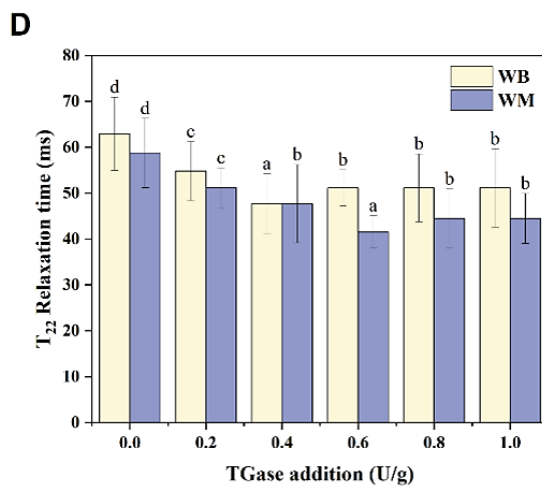 D
80
70
60
50
40
30
20
10
0
T22 Relaxation time (ms)
WB
WM
d d c c a b b a b b b b
0.0 0.2 0.4 0.6 0.8 1.0
TGase addition (U/g)